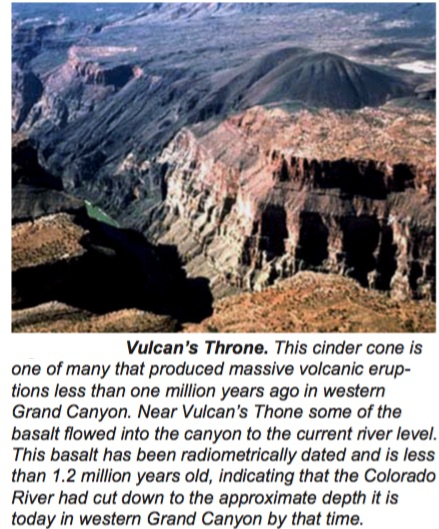 Vulcan's Throne. This cinder cone is
one of many that produced massive volcanic erup-
tions less than one million years ago in western
Grand Canyon. Near Vulcan's Thone some of the
basalt flowed into the canyon to the current river level.
This basalt has been radiometrically dated and is less
than 1.2 million years old, indicating that the Colorado
River had cut down to the approximate depth it is
today in western Grand Canyon by that time.